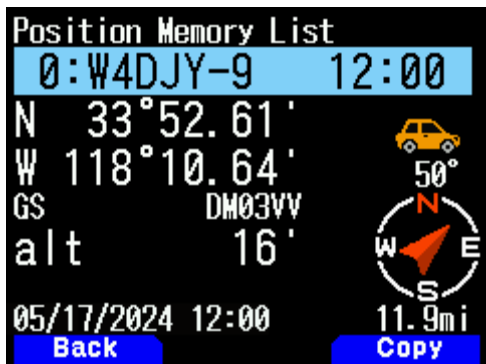 Position Memory List
0:W4DJY-9 12:00
N 33°52.61'
W 118°10.64'
50°
GS DM03VV
N
alt 16'
W E
S
05/17/2024 12:00 11.9mi
Back Copy